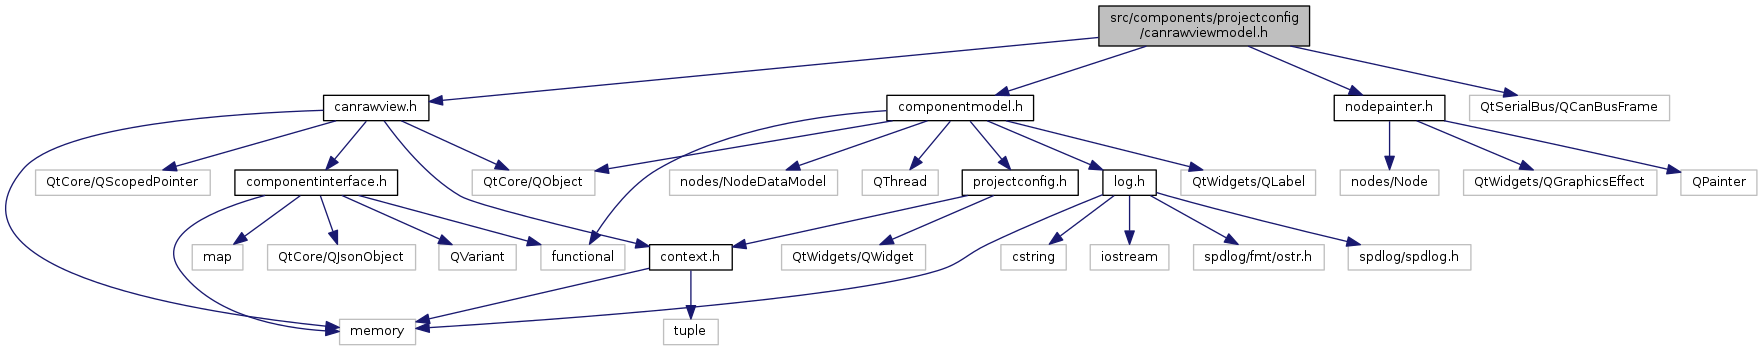 src/components/projectconfig
/canrawviewmodel.h
canrawview.h
componentmodel.h
nodepainter.h
QtSerialBus/QCanBusFrame
QtCore/QScopedPointer
componentinterface.h
QtCore/QObject
nodes/NodeDataModel
QThread
projectconfig.h
log.h
QtWidgets/QLabel
nodes/Node
QtWidgets/QGraphicsEffect
QPainter
map
QtCore/QJsonObject
QVariant
functional
context.h
QtWidgets/QWidget
cstring
iostream
spdlog/fmt/ostr.h
spdlog/spdlog.h
memory
tuple